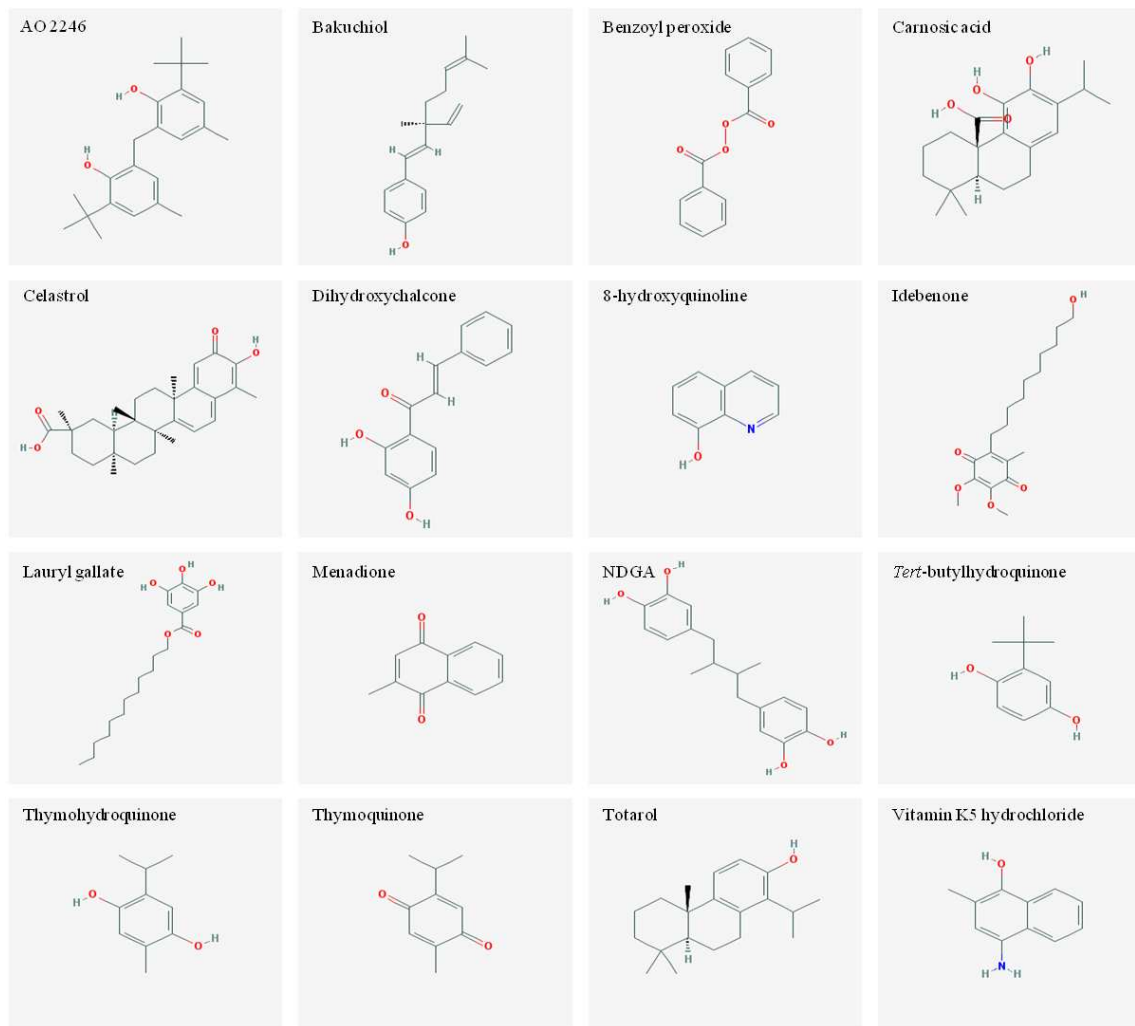 AO 2246
Bakuchiol
Benzoyl peroxide
Carnosic acid
Celastrol
Dihydroxychalcone
8-hydroxyquinoline
Idebenone
Lauryl gallate
Menadione
NDGA
Tert-butylhydroquinone
Thymohydroquinone
Thymoquinone
Totarol
Vitamin K5 hydrochloride